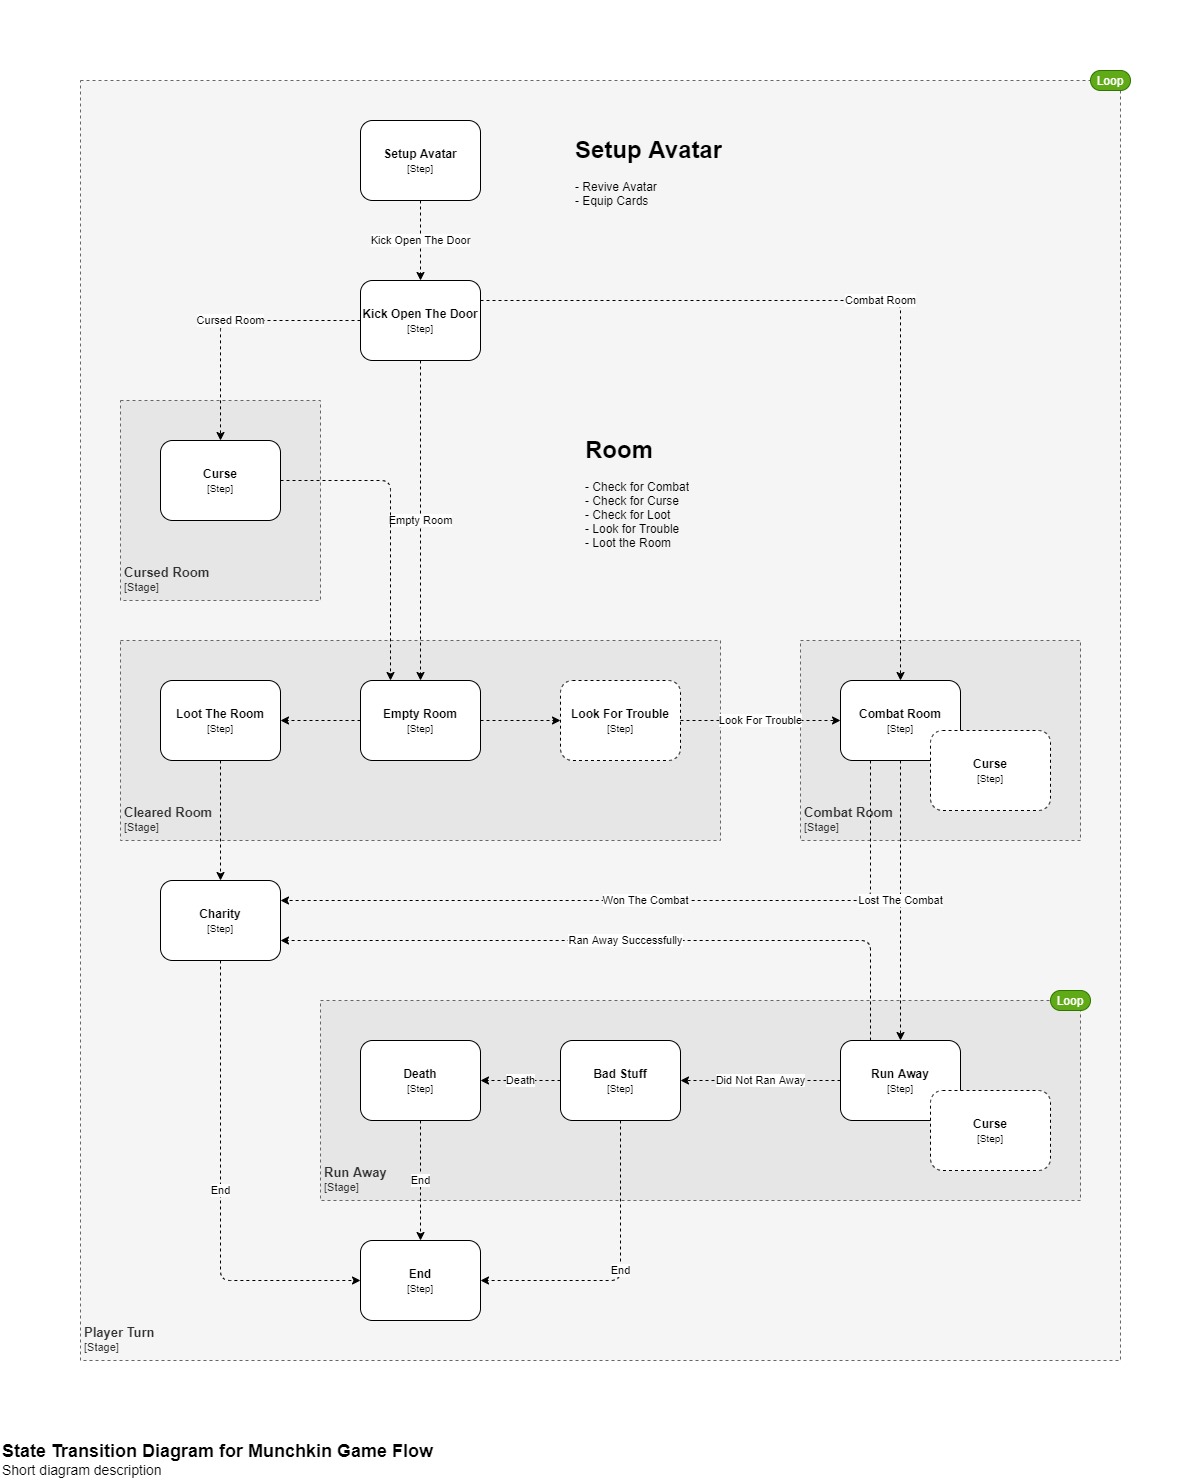 Loop
Setup Avatar
[Step]
Setup Avatar
- Revive Avatar
- Equip Cards
Kick Open The Door
Kick Open The Door
[Step]
Combat Room
Cursed Room
Curse
[Step]
Cursed Room
[Stage]
Room
- Check for Combat
- Check for Curse
- Check for Loot
- Look for Trouble
- Loot the Room
Empty Room
Loot The Room
[Step]
Empty Room
[Step]
Look For Trouble
[Step]
Look For Trouble
Combat Room
[Step]
Curse
[Step]
Cleared Room
[Stage]
Combat Room
[Stage]
Charity
[Step]
Won The Combat
Lost The Combat
Ran Away Successfully
Loop
Death
[Step]
Death
Bad Stuff
[Step]
Did Not Ran Away
Run Away
[Step]
Curse
[Step]
Run Away
[Stage]
End
End
End
[Step]
End
Player Turn
[Stage]
State Transition Diagram for Munchkin Game Flow
Short diagram description